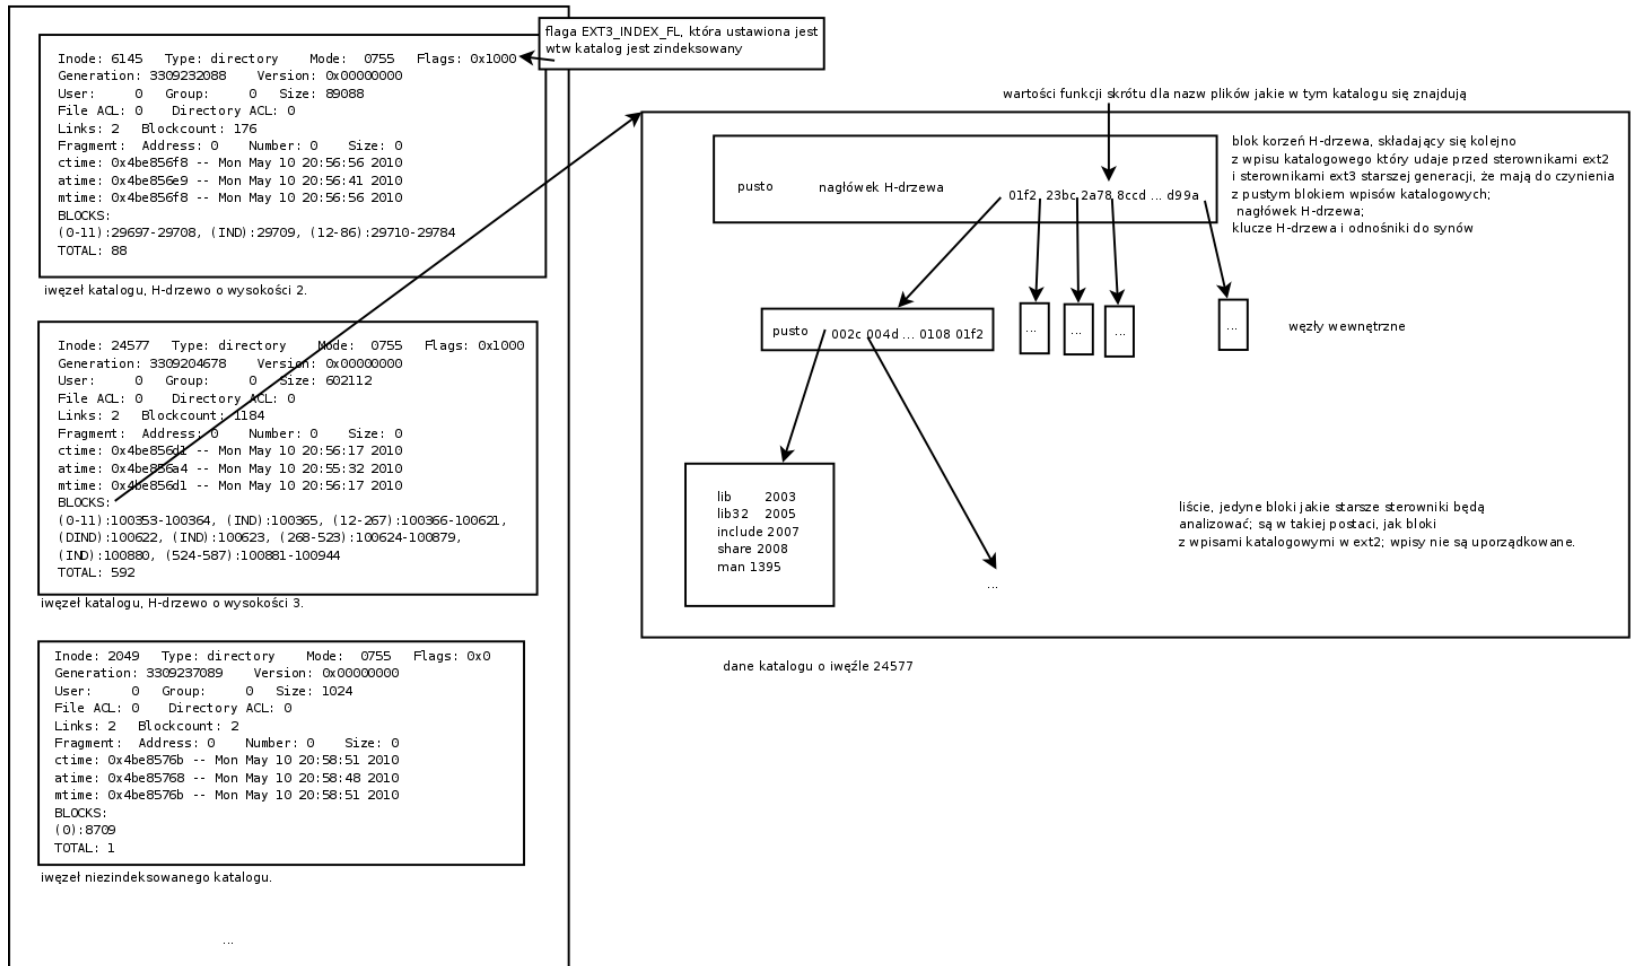 flaga EXT3_INDEX_FL, która ustawiona jest
wtw katalog jest zindeksowany
Inode: 6145 Type: directory Mode: 0755 Flags: 0x1000
Generation: 3309232088 Version: 0x00000000
User: 0 Group: 0 Size: 89088
File ACL: 0 Directory ACL: 0
Links: 2 Blockcount: 176
Fragment: Address: 0 Number: 0 Size: 0
ctime: 0x4be856f8 -- Mon May 10 20:56:56 2010
atime: 0x4be856e9 -- Mon May 10 20:56:41 2010
mtime: 0x4be856f8 -- Mon May 10 20:56:56 2010
BLOCKS:
(0-11):29697-29708, (IND):29709, (12-86):29710-29784
TOTAL: 88
iwęzeł katalogu, H-drzewo o wysokości 2.
Inode: 24577 Type: directory Mode: 0755 Flags: 0x1000
Generation: 3309204678 Version: 0x00000000
User: 0 Group: 0 Size: 602112
File ACL: 0 Directory ACL: 0
Links: 2 Blockcount: 1184
Fragment: Address: 0 Number: 0 Size: 0
ctime: 0x4be856d1 -- Mon May 10 20:56:17 2010
atime: 0x4be856a4 -- Mon May 10 20:55:32 2010
mtime: 0x4be856d1 -- Mon May 10 20:56:17 2010
BLOCKS:
(0-11):100353-100364, (IND):100365, (12-267):100366-100621,
(DIND):100622, (IND):100623, (268-523):100624-100879,
(IND):100880, (524-587):100881-100944
TOTAL: 592
iwęzeł katalogu, H-drzewo o wysokości 3.
Inode: 2049 Type: directory Mode: 0755 Flags: 0x0
Generation: 3309237089 Version: 0x00000000
User: 0 Group: 0 Size: 1024
File ACL: 0 Directory ACL: 0
Links: 2 Blockcount: 2
Fragment: Address: 0 Number: 0 Size: 0
ctime: 0x4be8576b -- Mon May 10 20:58:51 2010
atime: 0x4be85768 -- Mon May 10 20:58:48 2010
mtime: 0x4be8576b -- Mon May 10 20:58:51 2010
BLOCKS:
(0):8709
TOTAL: 1
iwęzeł niezindeksowanego katalogu.
...
wartości funkcji skrótu dla nazw plików jakie w tym katalogu się znajdują
pusto nagłówek H-drzewa 01f2 23bc 2a78 8ccd ... d99a
blok korzeń H-drzewa, składający się kolejno
z wpisu katalogowego który udaje przed sterownikami ext2
i sterownikami ext3 starszej generacji, że mają do czynienia
z pustym blokiem wpisów katalogowych;
nagłówek H-drzewa;
klucze H-drzewa i odnośniki do synów
pusto 002c 004d ... 0108 01f2
...
...
...
...
węzły wewnętrzne
lib 2003
lib32 2005
include 2007
share 2008
man 1395
...
liście, jedyne bloki jakie starsze sterowniki będą
analizować; są w takiej postaci, jak bloki
z wpisami katalogowymi w ext2; wpisy nie są uporządkowane.
dane katalogu o iwęźle 24577